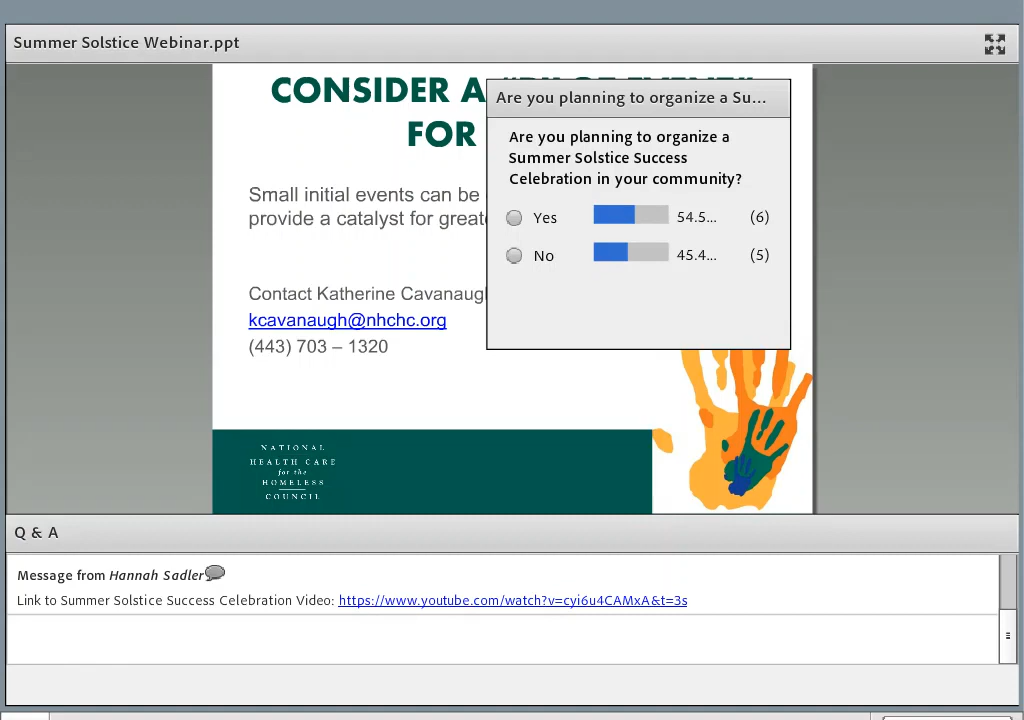 Summer Solstice Webinar.ppt
CONSIDER A
FOR
Are you planning to organize a Su...
Are you planning to organize a
Summer Solstice Success
Celebration in your community?
Yes 54.5... (6)
No 45.4... (5)
Small initial events can be
provide a catalyst for
Contact Katherine
kcavanaugh@nhchc.org
(443) 703 – 1320
NATIONAL
HEALTH CARE
for the
HOMELESS
COUNCIL
Q & A
Message from Hannah Sadler
Link to Summer Solstice Success Celebration Video: https://www.youtube.com/watch?v=cyi6u4CAMxA&t=3s